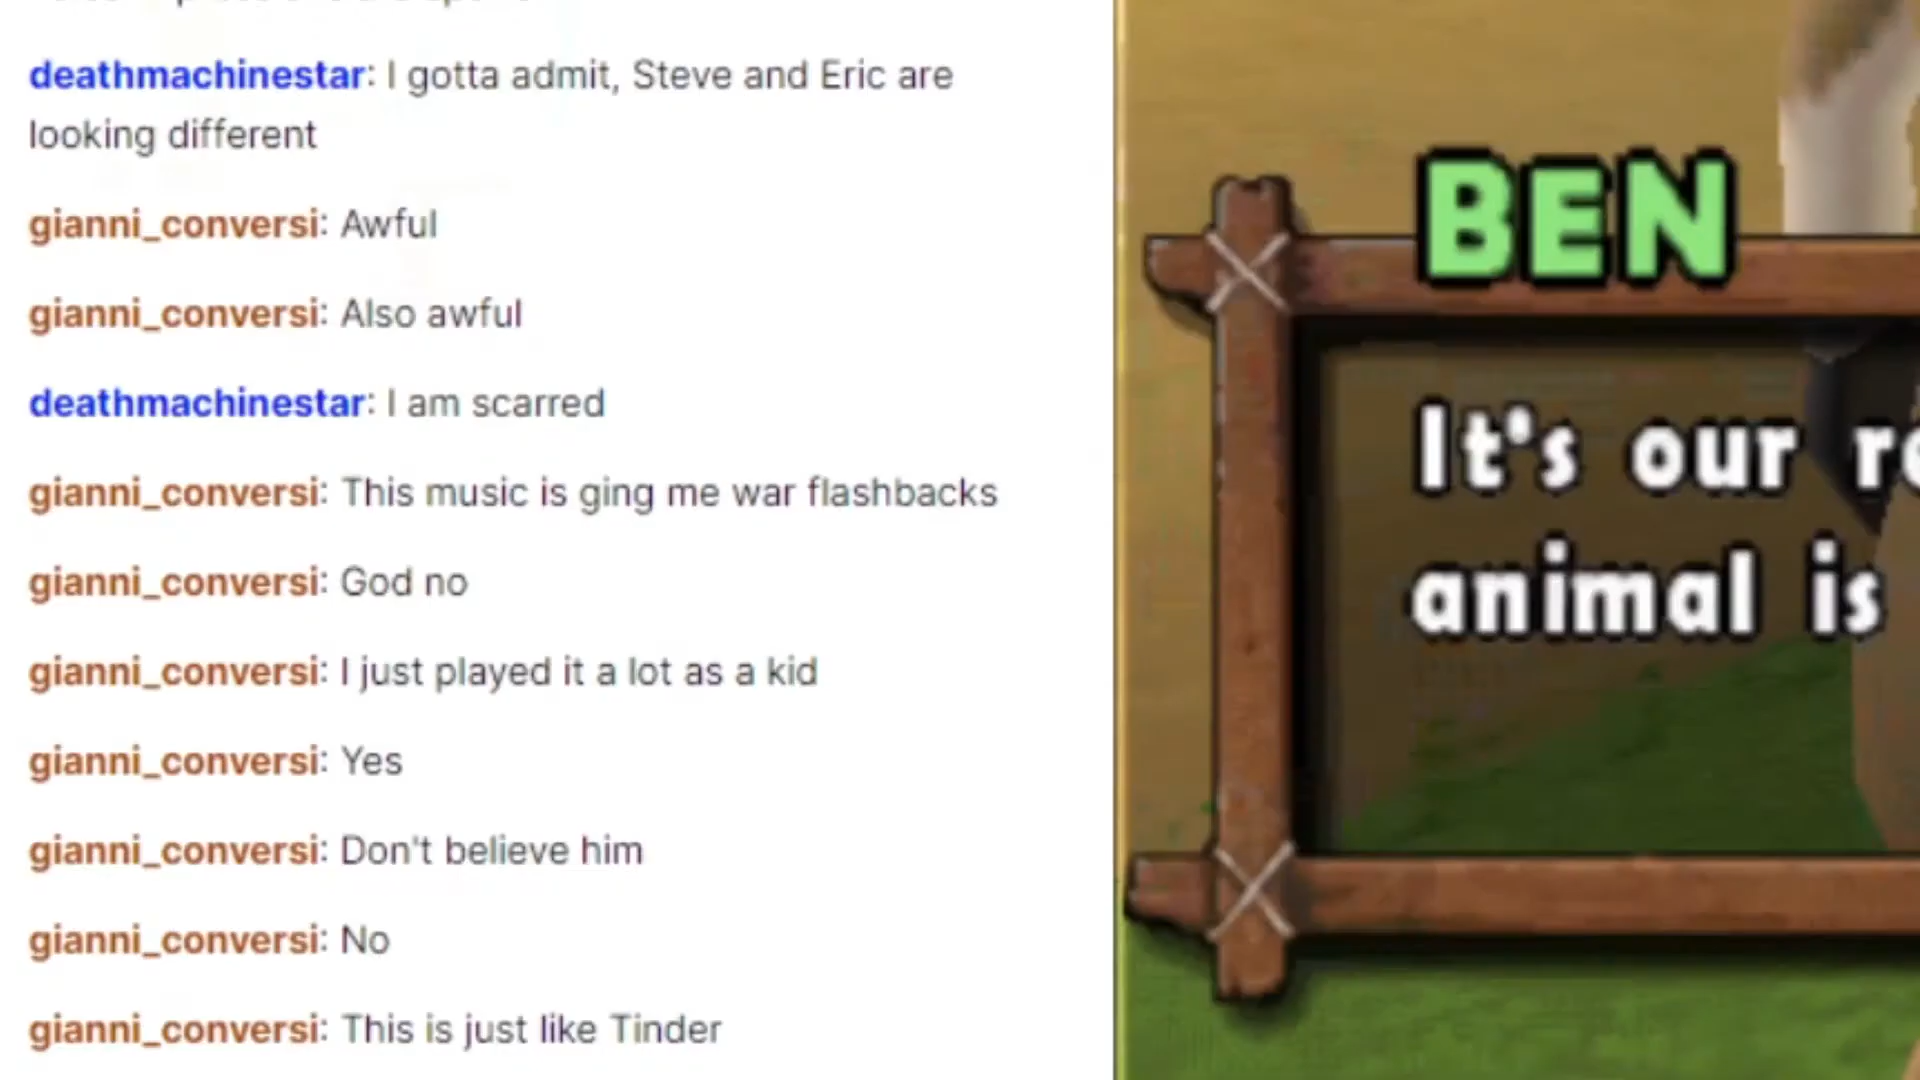 deathmachinestar: I gotta admit, Steve and Eric are
looking different
gianni_conversi: Awful
gianni_conversi: Also awful
deathmachinestar: I am scarred
gianni_conversi: This music is ging me war flashbacks
gianni_conversi: God no
gianni_conversi: I just played it a lot as a kid
gianni_conversi: Yes
gianni_conversi: Don't believe him
gianni_conversi: No
gianni_conversi: This is just like Tinder
BEN
It's our
animal is